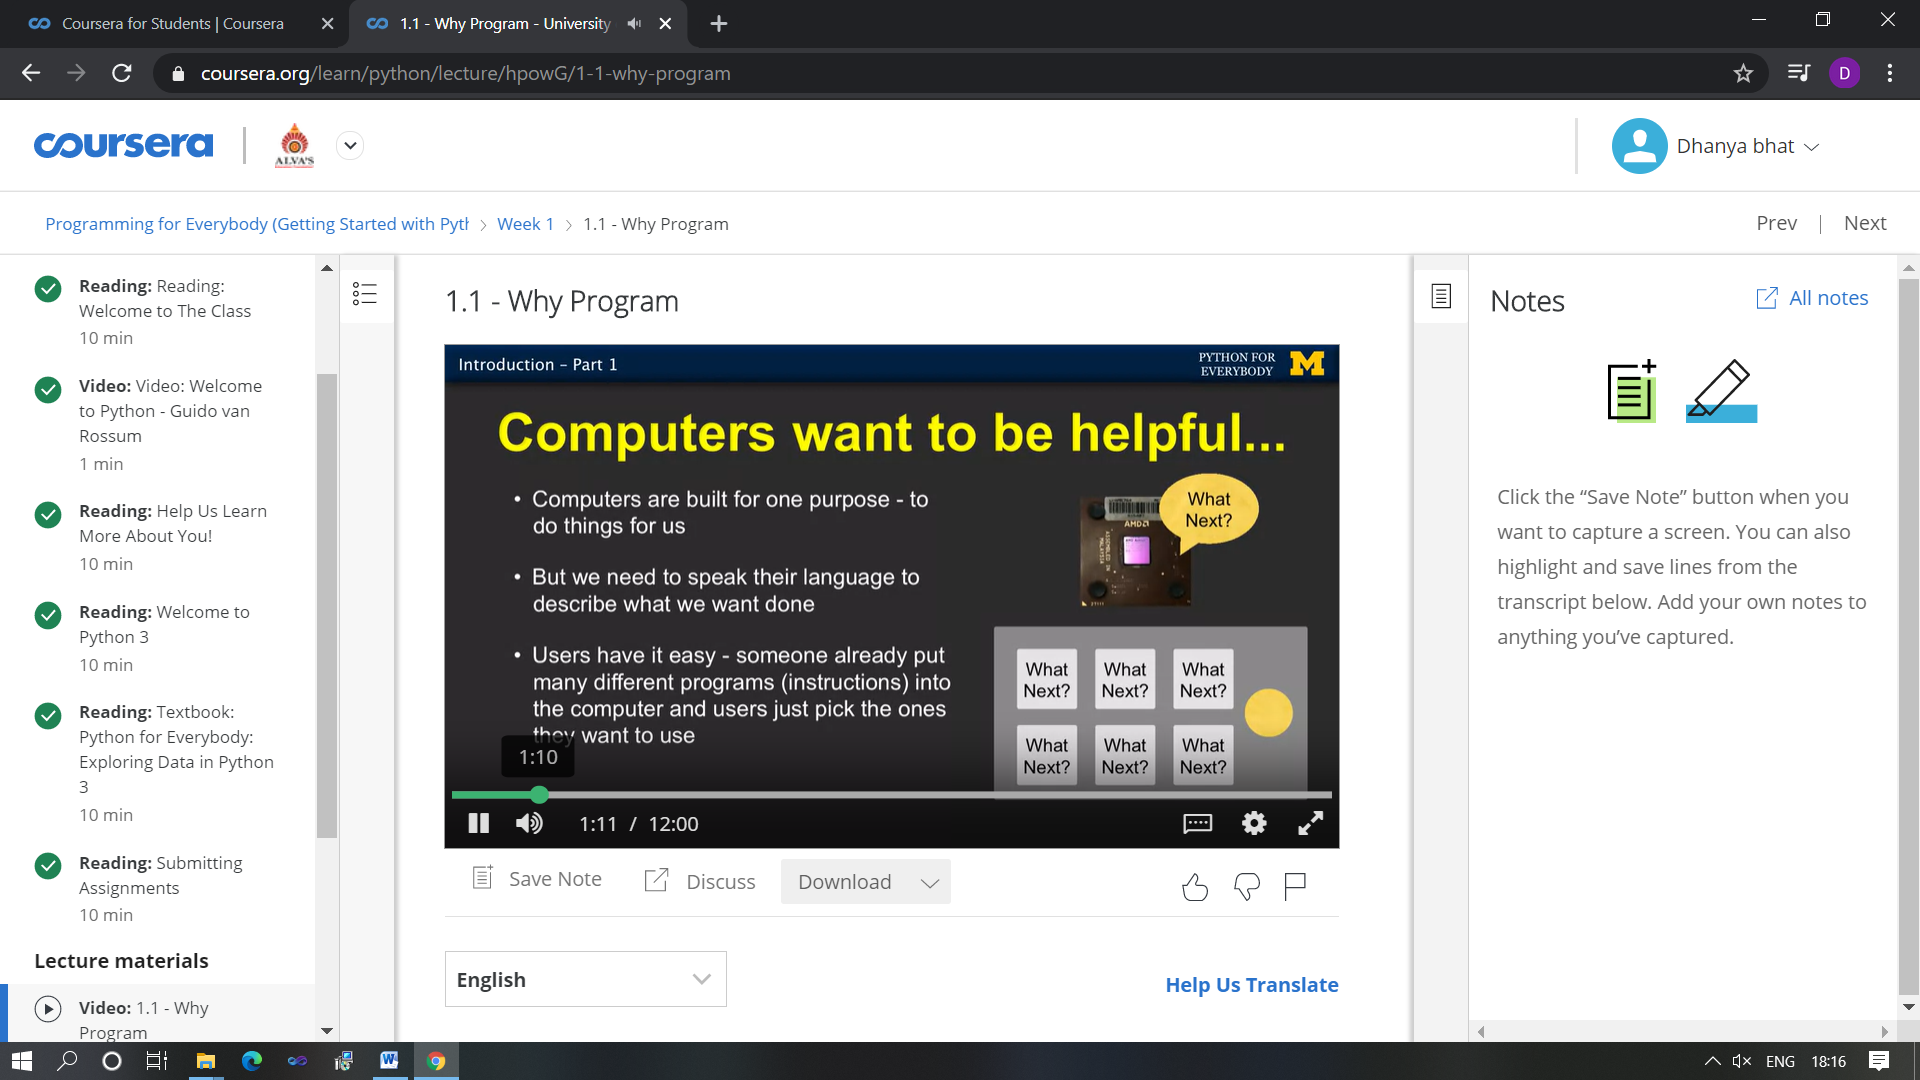 Coursera for Students | Coursera
1.1 - Why Program - University
coursera.org/learn/python/lecture/hpowG/1-1-why-program
D
coursera
ALVA'S
Dhanya bhat
Programming for Everybody (Getting Started with Pyth
Week 1
1.1 - Why Program
Prev | Next
Reading: Reading:
Welcome to The Class
10 min
Video: Video: Welcome
to Python - Guido van
Rossum
1 min
Reading: Help Us Learn
More About You!
10 min
Reading: Welcome to
Python 3
10 min
Reading: Textbook:
Python for Everybody:
Exploring Data in Python
3
10 min
Reading: Submitting
Assignments
10 min
Lecture materials
Video: 1.1 - Why
Program
1.1 - Why Program
Introduction – Part 1
PYTHON FOR
EVERYBODY
M
Computers want to be helpful...
• Computers are built for one purpose - to
do things for us
• But we need to speak their language to
describe what we want done
• Users have it easy - someone already put
many different programs (instructions) into
the computer and users just pick the ones
they want to use
What
Next?
AMD
What
Next?
What
Next?
What
Next?
What
Next?
What
Next?
What
Next?
1:10
1:11 / 12:00
Save Note
Discuss
Download
English
Help Us Translate
Notes
All notes
Click the “Save Note” button when you
want to capture a screen. You can also
highlight and save lines from the
transcript below. Add your own notes to
anything you’ve captured.
ENG
18:16